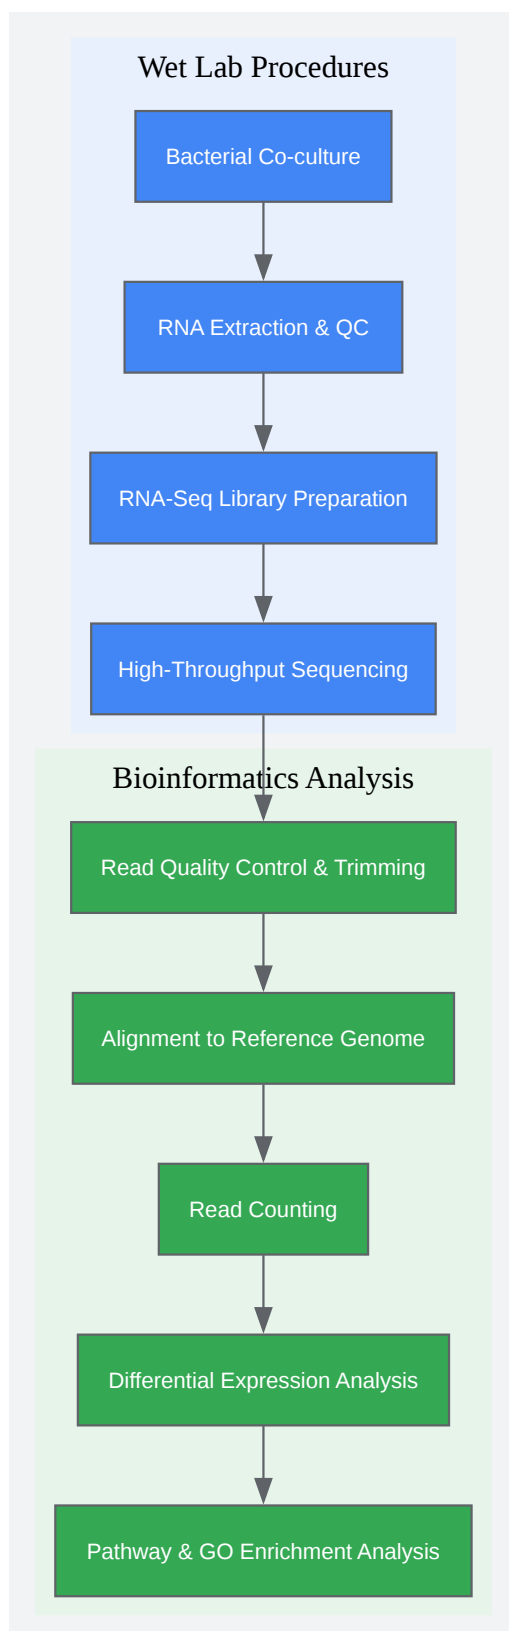 Wet Lab Procedures
Bacterial Co-culture
RNA Extraction & QC
RNA-Seq Library Preparation
High-Throughput Sequencing
Bioinformatics Analysis
Read Quality Control & Trimming
Alignment to Reference Genome
Read Counting
Differential Expression Analysis
Pathway & GO Enrichment Analysis